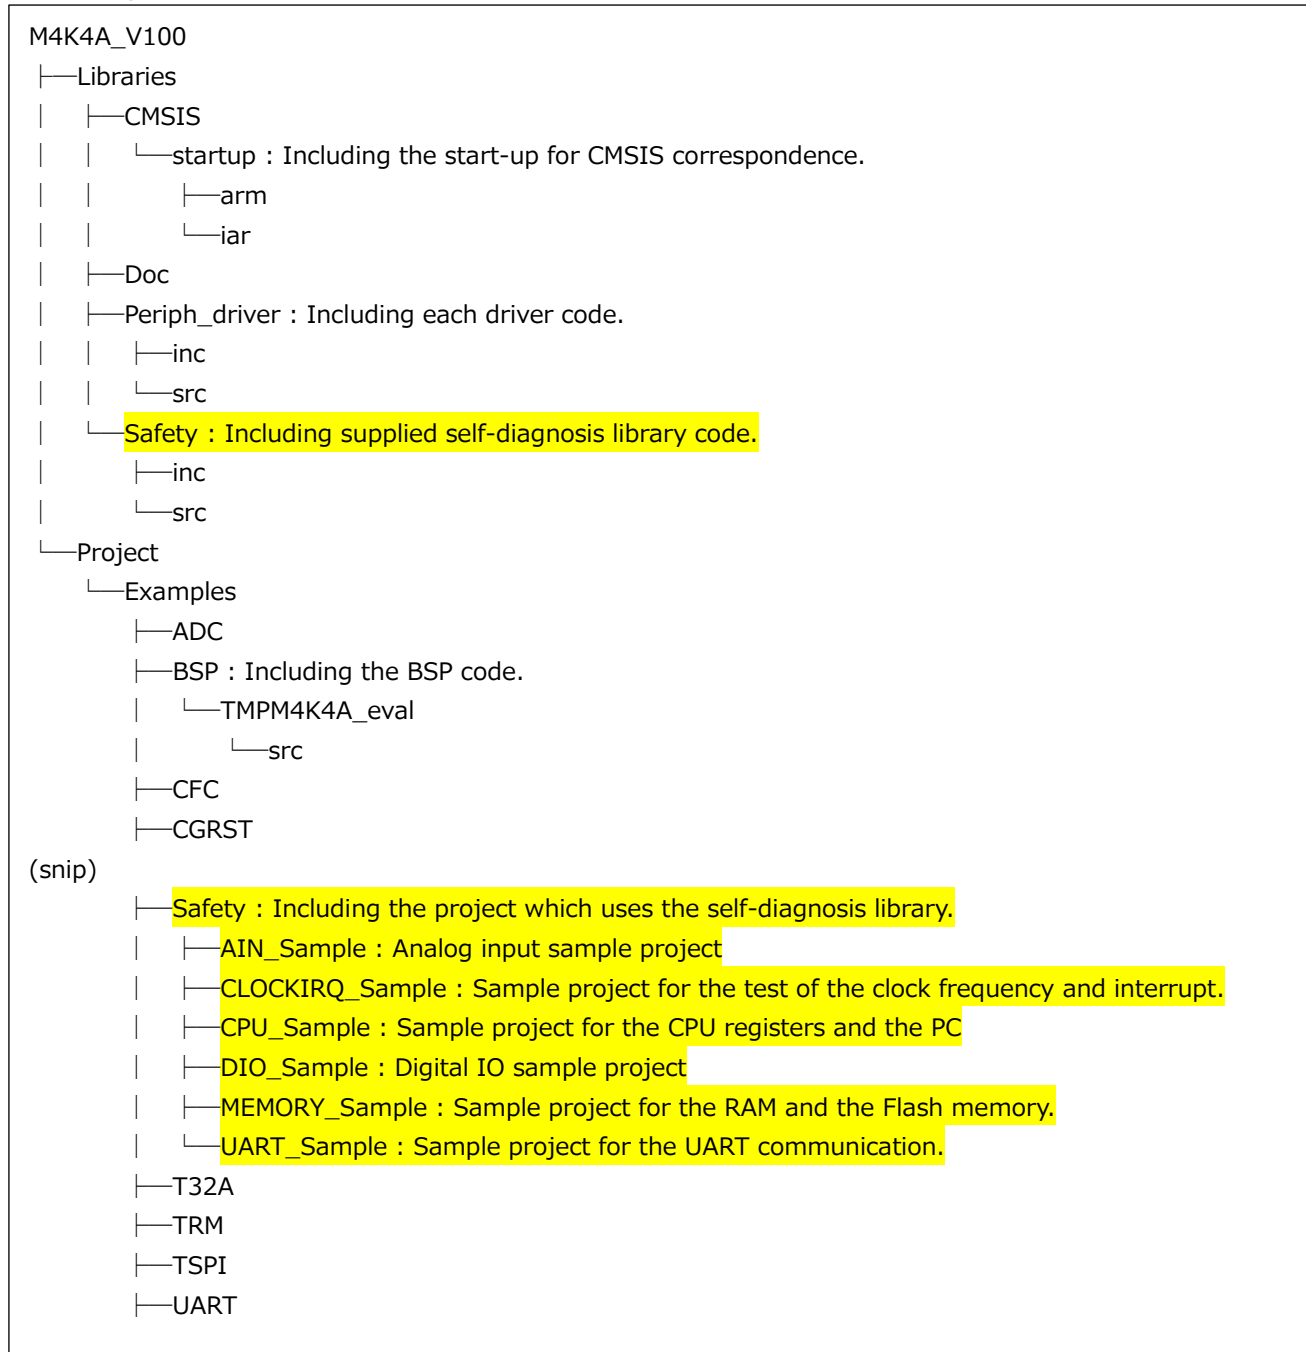 M4K4A_V100
├──Libraries
│ ├──CMSIS
│ │ └──startup : Including the start-up for CMSIS correspondence.
│ │ ├──arm
│ │ └──iar
│ ├──Doc
│ ├──Periph_driver : Including each driver code.
│ │ ├──inc
│ │ └──src
│ └──Safety : Including supplied self-diagnosis library code.
│ ├──inc
│ └──src
└──Project
└──Examples
├──ADC
├──BSP : Including the BSP code.
│ └──TMPM4K4A_eval
│ └──src
├──CFC
├──CGRST
(snip)
├──Safety : Including the project which uses the self-diagnosis library.
│ ├──AIN_Sample : Analog input sample project
│ ├──CLOCKIRQ_Sample : Sample project for the test of the clock frequency and interrupt.
│ ├──CPU_Sample : Sample project for the CPU registers and the PC
│ ├──DIO_Sample : Digital IO sample project
│ ├──MEMORY_Sample : Sample project for the RAM and the Flash memory.
│ └──UART_Sample : Sample project for the UART communication.
├──T32A
├──TRM
├──TSPI
├──UART